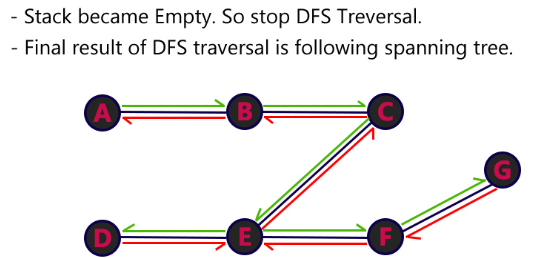 - Stack became Empty. So stop DFS Treversal.
- Final result of DFS traversal is following spanning tree.
A B C
G
D E F